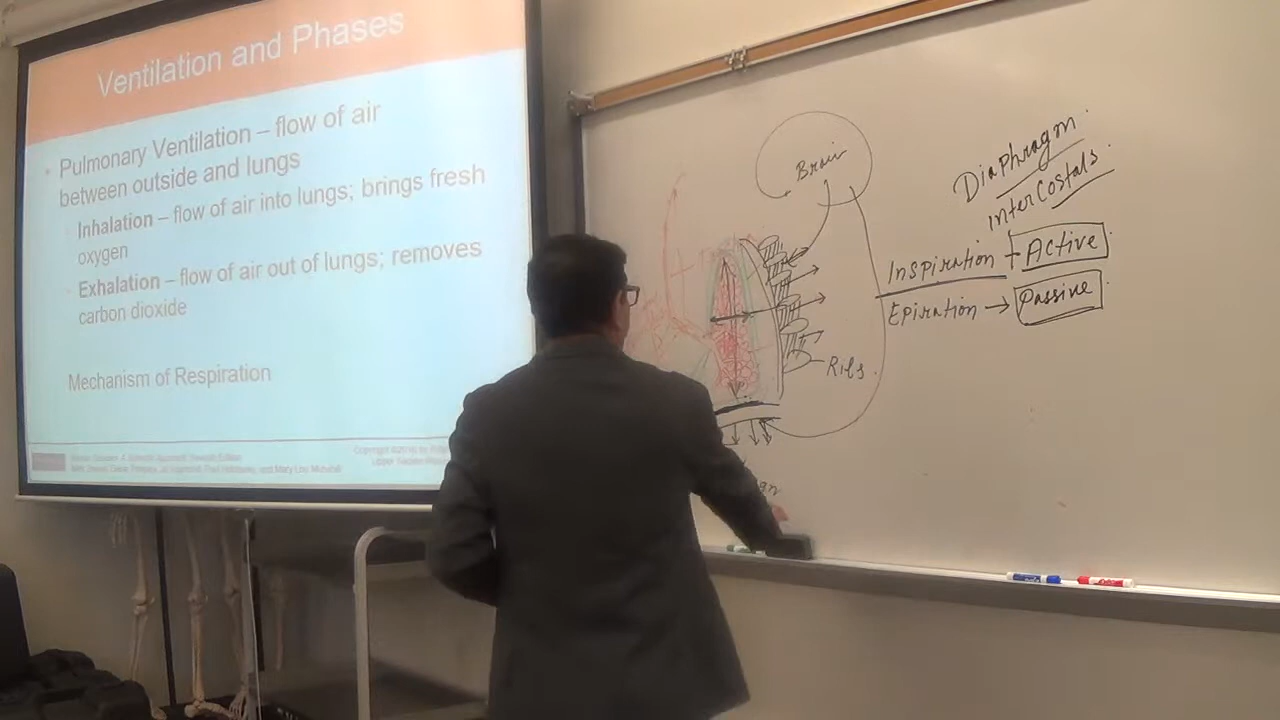 Ventilation and Phases
• Pulmonary Ventilation – flow of air
between outside and lungs
Inhalation – flow of air into lungs; brings fresh
oxygen
Exhalation – flow of air out of lungs; removes
carbon dioxide
Mechanism of Respiration
Brain
Diaphragm
Intercostals
Inspiration → Active
Epiration → Passive
Ribs